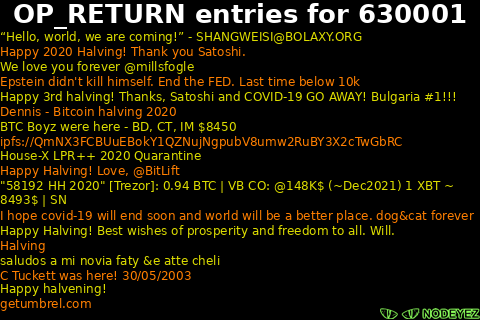 OP_RETURN entries for 630001
“Hello, world, we are coming!” - SHANGWEISI@BOLAXY.ORG
Happy 2020 Halving! Thank you Satoshi.
We love you forever @millsfogle
Epstein didn't kill himself. End the FED. Last time below 10k
Happy 3rd halving! Thanks, Satoshi and COVID-19 GO AWAY! Bulgaria #1!!!
Dennis - Bitcoin halving 2020
BTC Boyz were here - BD, CT, IM $8450
ipfs://QmNX3FCBUuEBokY1QZNujNgpubV8umw2RuBY3X2cTwGbRC
House-X LPR++ 2020 Quarantine
Happy Halving! Love, @BitLift
"58192 HH 2020" [Trezor]: 0.94 BTC | VB CO: @148K$ (~Dec2021) 1 XBT ~
8493$ | SN
I hope covid-19 will end soon and world will be a better place. dog&cat forever
Happy Halving! Best wishes of prosperity and freedom to all. Will.
Halving
saludos a mi novia faty &e atte cheli
C Tuckett was here! 30/05/2003
Happy halvening!
getumbrel.com
NODEYEZ